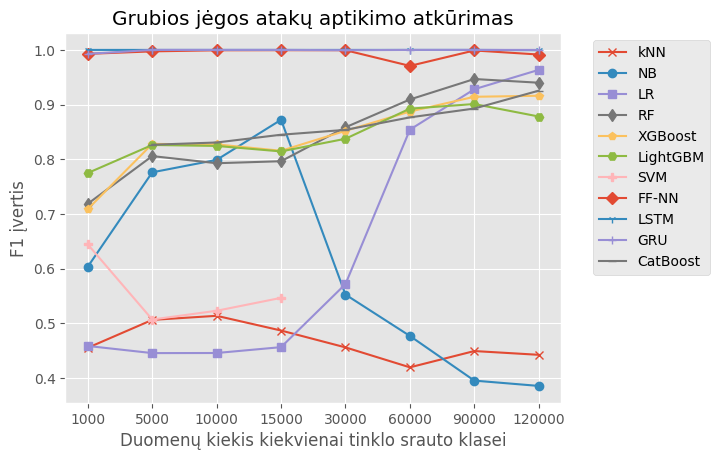 Grubios jėgos atakų aptikimo atkūrimas
F1 įvertis
1.0
0.9
0.8
0.7
0.6
0.5
0.4
1000 5000 10000 15000 30000 60000 90000 120000
Duomenų kiekis kiekvienai tinklo srauto klasei
kNN
NB
LR
RF
XGBoost
LightGBM
SVM
FF-NN
LSTM
GRU
CatBoost